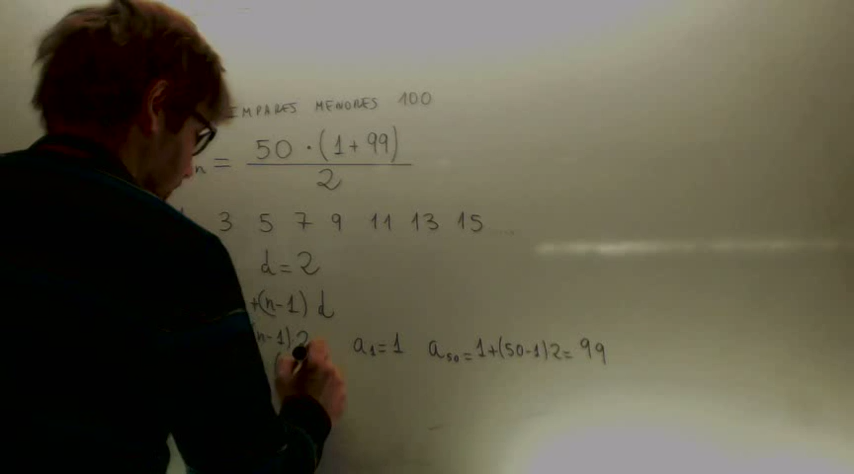 IMPARES MENORES 100
n = 50 · (1 + 99) / 2
3 5 7 9 11 13 15 ...
d = 2
+(n-1) d
(n-1) 2 a₁ = 1 a₅₀ = 1+(50-1)2 = 99